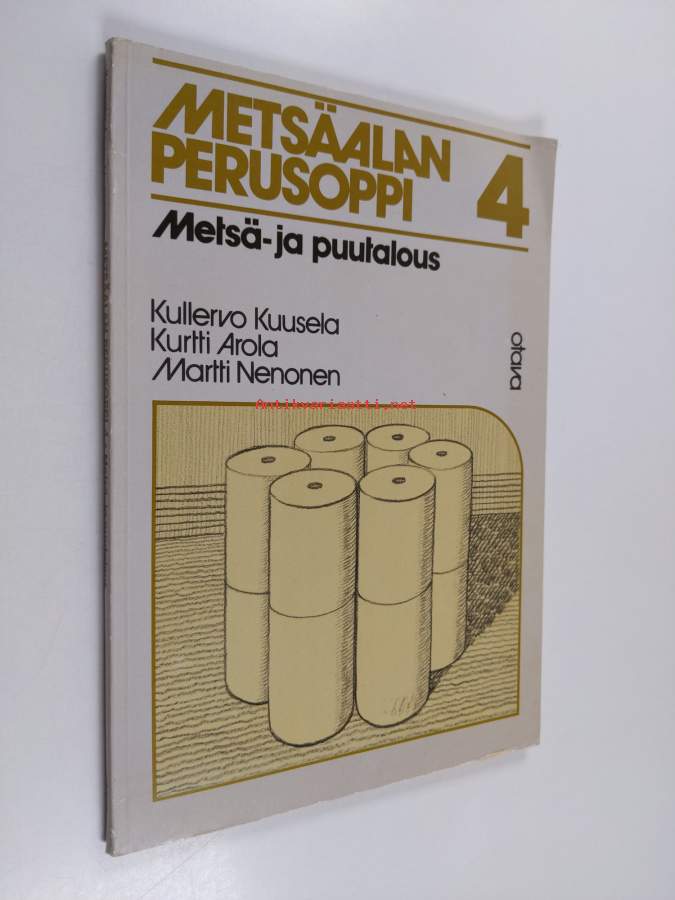 METSÄALAN
PERUSOPPI 4
Metsä- ja puutalous
Kullervo Kuusela
Kurtti Arola
Martti Nenonen
otava
Antikvariaatti.net